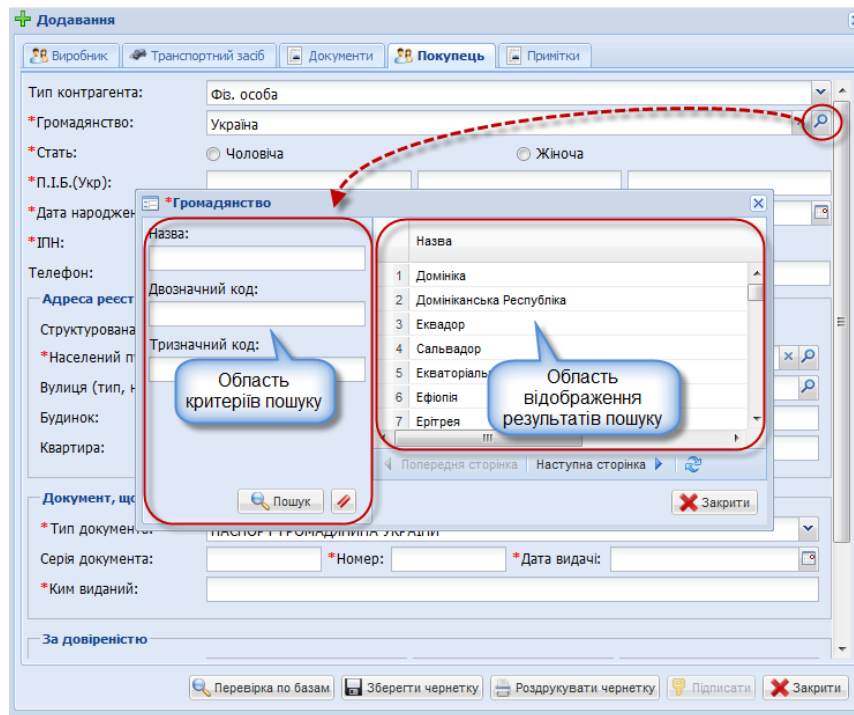 Додавання
Виробник Транспортний засіб Документи Покупець Примітки
Тип контрагента: Фіз. особа
*Громадянство: Україна
*Стать: Чоловіча Жіноча
*П.І.Б.(Укр):
*Громадянство
*Дата народжен
Назва:
Назва
*ІПН:
1 Домініка
Телефон:
Двозначний код:
2 Домініканська Республіка
Адреса реєст
3 Еквадор
Структурована
Тризначний код:
4 Сальвадор
*Населений п
5 Екваторіаль
Область
критеріїв пошуку
Область
відображення
результатів пошуку
Вулиця (тип, н
6 Ефіопія
Будинок:
7 Ерітрея
Квартира:
Попередня сторінка Наступна сторінка
Документ, що
Пошук Закрити
*Тип документа: ПАСПОРТ ГРОМАДЯНИНА УКРАЇНИ
Серія документа: *Номер: *Дата видачі:
*Ким виданий:
За довіреністю
Перевірка по базам Зберегти чернетку Роздрукувати чернетку Підписати Закрити